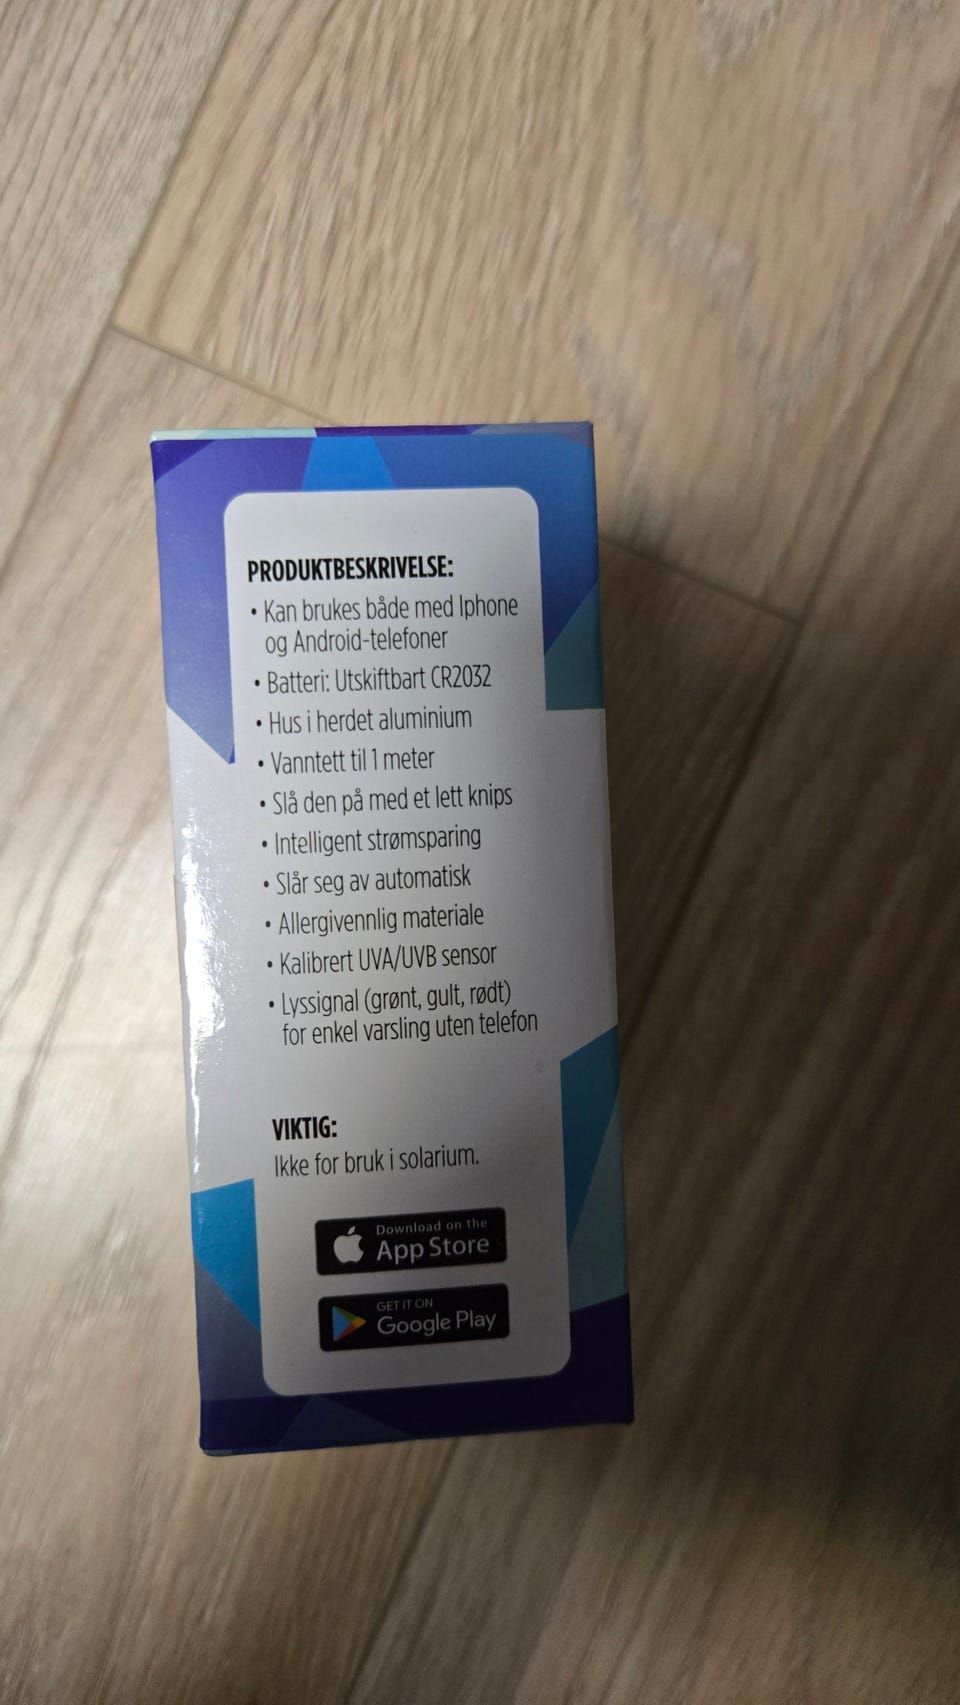 PRODUKTBESKRIVELSE:
• Kan brukes både med Iphone
og Android-telefoner
• Batteri: Utskiftbart CR2032
• Hus i herdet aluminium
• Vanntett til 1 meter
• Slå den på med et lett knips
• Intelligent strømsparing
• Slår seg av automatisk
• Allergivennlig materiale
• Kalibrert UVA/UVB sensor
• Lyssignal (grønt, gult, rødt)
for enkel varsling uten telefon
VIKTIG:
Ikke for bruk i solarium.
Download on the
App Store
GET IT ON
Google Play